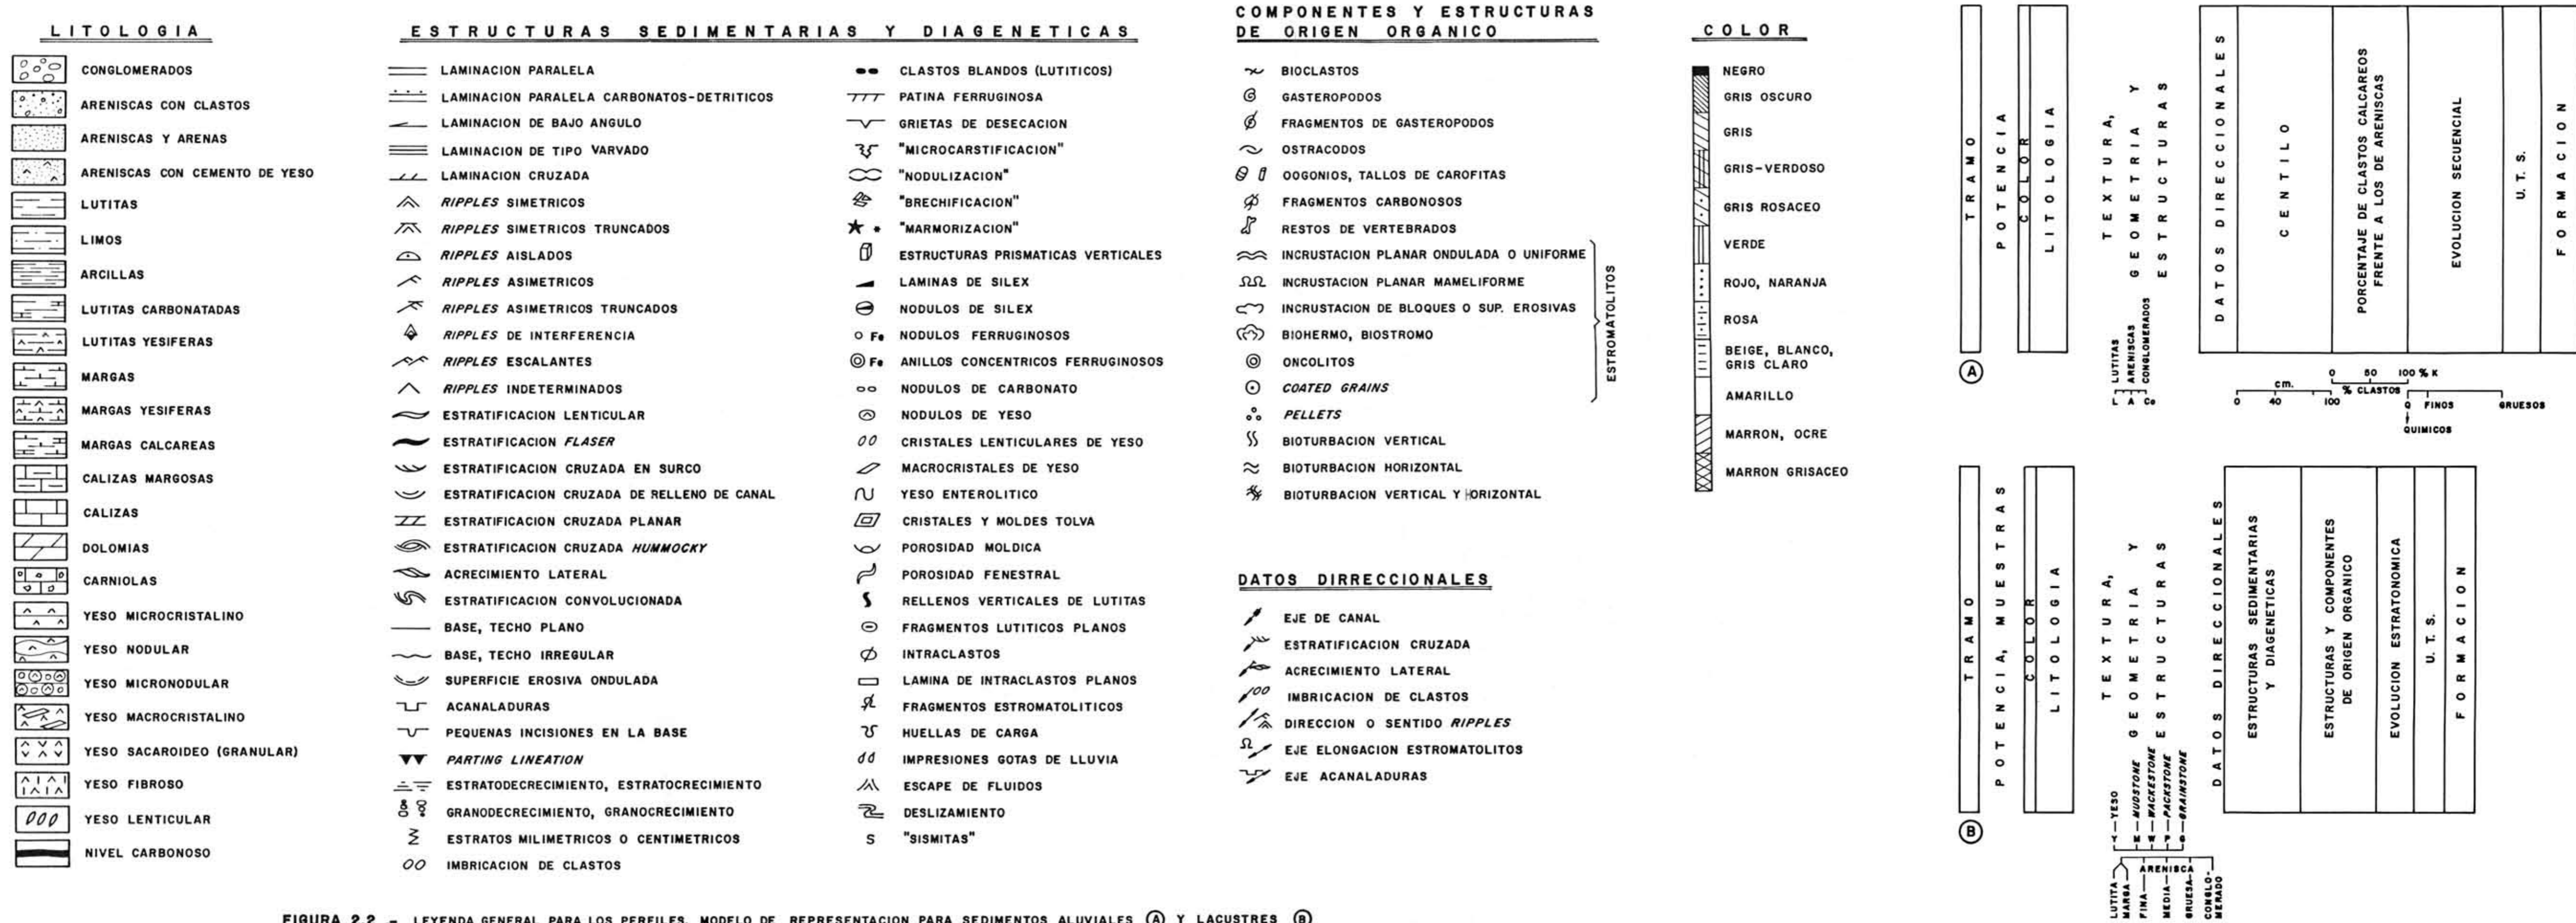 LITOLOGIA
CONGLOMERADOS
ARENISCAS CON CLASTOS
ARENISCAS Y ARENAS
ARENISCAS CON CEMENTO DE YESO
LUTITAS
LIMOS
ARCILLAS
LUTITAS CARBONATADAS
LUTITAS YESIFERAS
MARGAS
MARGAS YESIFERAS
MARGAS CALCAREAS
CALIZAS MARGOSAS
CALIZAS
DOLOMIAS
CARNIOLAS
YESO MICROCRISTALINO
YESO NODULAR
YESO MICRONODULAR
YESO MACROCRISTALINO
YESO SACAROIDEO (GRANULAR)
YESO FIBROSO
YESO LENTICULAR
NIVEL CARBONOSO
ESTRUCTURAS SEDIMENTARIAS Y DIAGENETICAS
LAMINACION PARALELA
LAMINACION PARALELA CARBONATOS-DETRITICOS
LAMINACION DE BAJO ANGULO
LAMINACION DE TIPO VARVADO
LAMINACION CRUZADA
RIPPLES SIMETRICOS
RIPPLES SIMETRICOS TRUNCADOS
RIPPLES AISLADOS
RIPPLES ASIMETRICOS
RIPPLES ASIMETRICOS TRUNCADOS
RIPPLES DE INTERFERENCIA
RIPPLES ESCALANTES
RIPPLES INDETERMINADOS
ESTRATIFICACION LENTICULAR
ESTRATIFICACION FLASER
ESTRATIFICACION CRUZADA EN SURCO
ESTRATIFICACION CRUZADA DE RELLENO DE CANAL
ESTRATIFICACION CRUZADA PLANAR
ESTRATIFICACION CRUZADA HUMMOCKY
ACRECIMIENTO LATERAL
ESTRATIFICACION CONVOLUCIONADA
BASE, TECHO PLANO
BASE, TECHO IRREGULAR
SUPERFICIE EROSIVA ONDULADA
ACANALADURAS
PEQUENAS INCISIONES EN LA BASE
PARTING LINEATION
ESTRATODECRECIMIENTO, ESTRATOCRECIMIENTO
GRANODECRECIMIENTO, GRANOCRECIMIENTO
ESTRATOS MILIMETRICOS O CENTIMETRICOS
IMBRICACION DE CLASTOS
CLASTOS BLANDOS (LUTITICOS)
PATINA FERRUGINOSA
GRIETAS DE DESECACION
"MICROCARSTIFICACION"
"NODULIZACION"
"BRECHIFICACION"
"MARMORIZACION"
ESTRUCTURAS PRISMATICAS VERTICALES
LAMINAS DE SILEX
NODULOS DE SILEX
Fe NODULOS FERRUGINOSOS
Fe ANILLOS CONCENTRICOS FERRUGINOSOS
NODULOS DE CARBONATO
NODULOS DE YESO
CRISTALES LENTICULARES DE YESO
MACROCRISTALES DE YESO
YESO ENTEROLITICO
CRISTALES Y MOLDES TOLVA
POROSIDAD MOLDICA
POROSIDAD FENESTRAL
RELLENOS VERTICALES DE LUTITAS
FRAGMENTOS LUTITICOS PLANOS
INTRACLASTOS
LAMINA DE INTRACLASTOS PLANOS
FRAGMENTOS ESTROMATOLITICOS
HUELLAS DE CARGA
IMPRESIONES GOTAS DE LLUVIA
ESCAPE DE FLUIDOS
DESLIZAMIENTO
S "SISMITAS"
COMPONENTES Y ESTRUCTURAS
DE ORIGEN ORGANICO
BIOCLASTOS
GASTEROPODOS
FRAGMENTOS DE GASTEROPODOS
OSTRACODOS
OOGONIOS, TALLOS DE CAROFITAS
FRAGMENTOS CARBONOSOS
RESTOS DE VERTEBRADOS
INCRUSTACION PLANAR ONDULADA O UNIFORME
INCRUSTACION PLANAR MAMELIFORME
INCRUSTACION DE BLOQUES O SUP. EROSIVAS
BIOHERMO, BIOSTROMO
ONCOLITOS
COATED GRAINS
ESTROMATOLITOS
PELLETS
BIOTURBACION VERTICAL
BIOTURBACION HORIZONTAL
BIOTURBACION VERTICAL Y HORIZONTAL
DATOS DIRRECCIONALES
EJE DE CANAL
ESTRATIFICACION CRUZADA
ACRECIMIENTO LATERAL
IMBRICACION DE CLASTOS
DIRECCION O SENTIDO RIPPLES
EJE ELONGACION ESTROMATOLITOS
EJE ACANALADURAS
COLOR
NEGRO
GRIS OSCURO
GRIS
GRIS-VERDOSO
GRIS ROSACEO
VERDE
ROJO, NARANJA
ROSA
BEIGE, BLANCO,
GRIS CLARO
AMARILLO
MARRON, OCRE
MARRON GRISACEO
A
TRAMO
POTENCIA
COLOR
LITOLOGIA
TEXTURA,
GEOMETRIA Y
ESTRUCTURAS
LUTITAS
ARENISCAS
CONGLOMERADOS
L A Co
DATOS DIRECCIONALES
CENTILO
PORCENTAJE DE CLASTOS CALCAREOS
FRENTE A LOS DE ARENISCAS
EVOLUCION SECUENCIAL
U. T. S.
FORMACION
0 50 100 % K
cm.
% CLASTOS
0 40 100
Q FINOS GRUESOS
QUIMICOS
B
TRAMO
POTENCIA, MUESTRAS
COLOR
LITOLOGIA
TEXTURA,
GEOMETRIA Y
ESTRUCTURAS
Y YESO
M MUDSTONE
W WACKESTONE
P PACKSTONE
G GRAINSTONE
ARENISCA
LUTITA
MARGA
FINA
MEDIA
GRUESA
CONGLO-
MERADO
DATOS DIRECCIONALES
ESTRUCTURAS SEDIMENTARIAS
Y DIAGENETICAS
ESTRUCTURAS Y COMPONENTES
DE ORIGEN ORGANICO
EVOLUCION ESTRATONOMICA
U. T. S.
FORMACION
FIGURA 2.2 - LEYENDA GENERAL PARA LOS PERFILES. MODELO DE REPRESENTACION PARA SEDIMENTOS ALUVIALES A Y LACUSTRES B